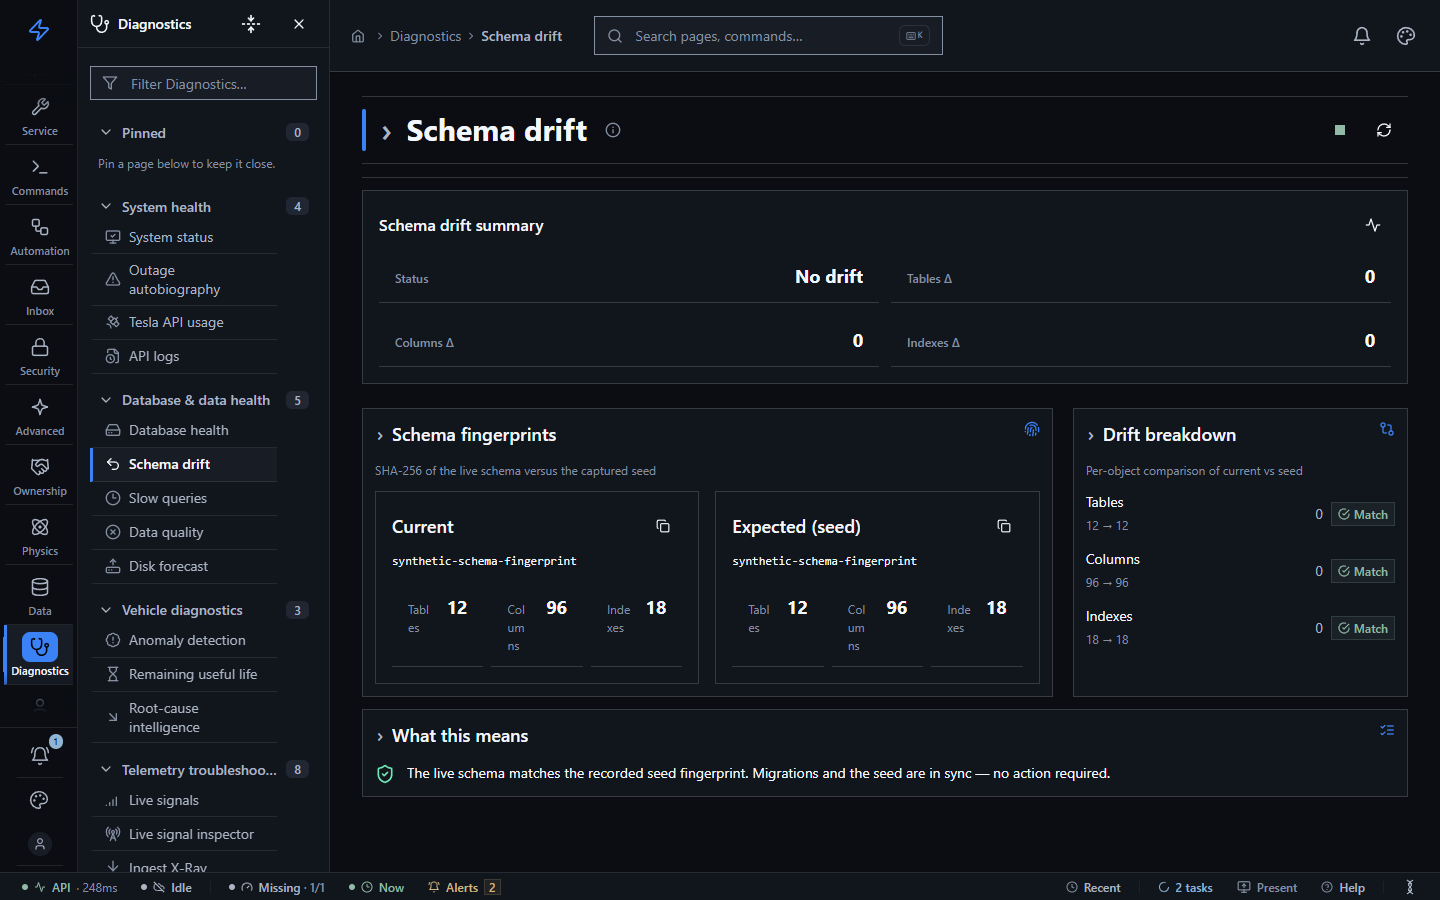 Diagnostics
Diagnostics
Schema drift
Search pages, commands...
K
Filter Diagnostics...
Service
Commands
Automation
Inbox
Security
Advanced
Ownership
Physics
Data
Diagnostics
1
Pinned
0
Pin a page below to keep it close.
System health
4
System status
Outage
autobiography
Tesla API usage
API logs
Database & data health
5
Database health
Schema drift
Slow queries
Data quality
Disk forecast
Vehicle diagnostics
3
Anomaly detection
Remaining useful life
Root-cause
intelligence
Telemetry troubleshoo...
8
Live signals
Live signal inspector
Ingest X-Ray
Schema drift
Schema drift summary
Status
No drift
Tables Δ
0
Columns Δ
0
Indexes Δ
0
Schema fingerprints
SHA-256 of the live schema versus the captured seed
Current
synthetic-schema-fingerprint
Tabl
es
12
Col
um
ns
96
Inde
xes
18
Expected (seed)
synthetic-schema-fingerprint
Tabl
es
12
Col
um
ns
96
Inde
xes
18
Drift breakdown
Per-object comparison of current vs seed
Tables
12 → 12
0
Match
Columns
96 → 96
0
Match
Indexes
18 → 18
0
Match
What this means
The live schema matches the recorded seed fingerprint. Migrations and the seed are in sync — no action required.
API · 248ms
Idle
Missing · 1/1
Now
Alerts 2
Recent
2 tasks
Present
Help